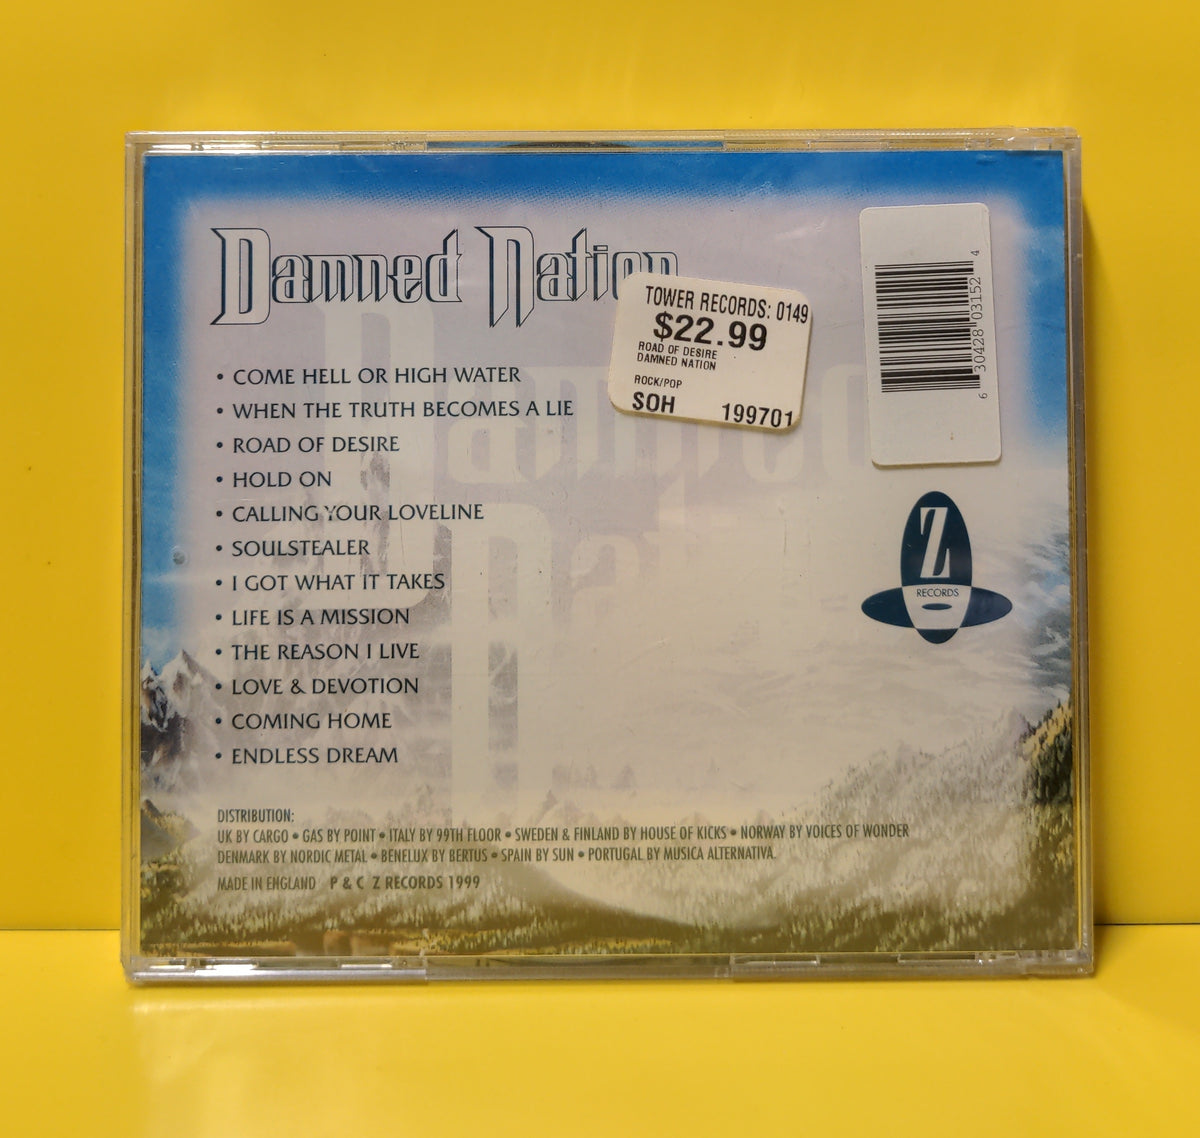 Damned Nation
TOWER RECORDS: 0149
$22.99
ROAD OF DESIRE
DAMNED NATION
ROCK/POP
SOH 199701
6 30428 03152 4
• COME HELL OR HIGH WATER
• WHEN THE TRUTH BECOMES A LIE
• ROAD OF DESIRE
• HOLD ON
• CALLING YOUR LOVELINE
• SOULSTEALER
• I GOT WHAT IT TAKES
• LIFE IS A MISSION
• THE REASON I LIVE
• LOVE & DEVOTION
• COMING HOME
• ENDLESS DREAM
Z
RECORDS
DISTRIBUTION:
UK BY CARGO • GAS BY POINT • ITALY BY 99TH FLOOR • SWEDEN & FINLAND BY HOUSE OF KICKS • NORWAY BY VOICES OF WONDER
DENMARK BY NORDIC METAL • BENELUX BY BERTUS • SPAIN BY SUN • PORTUGAL BY MUSICA ALTERNATIVA.
MADE IN ENGLAND P & C Z RECORDS 1999